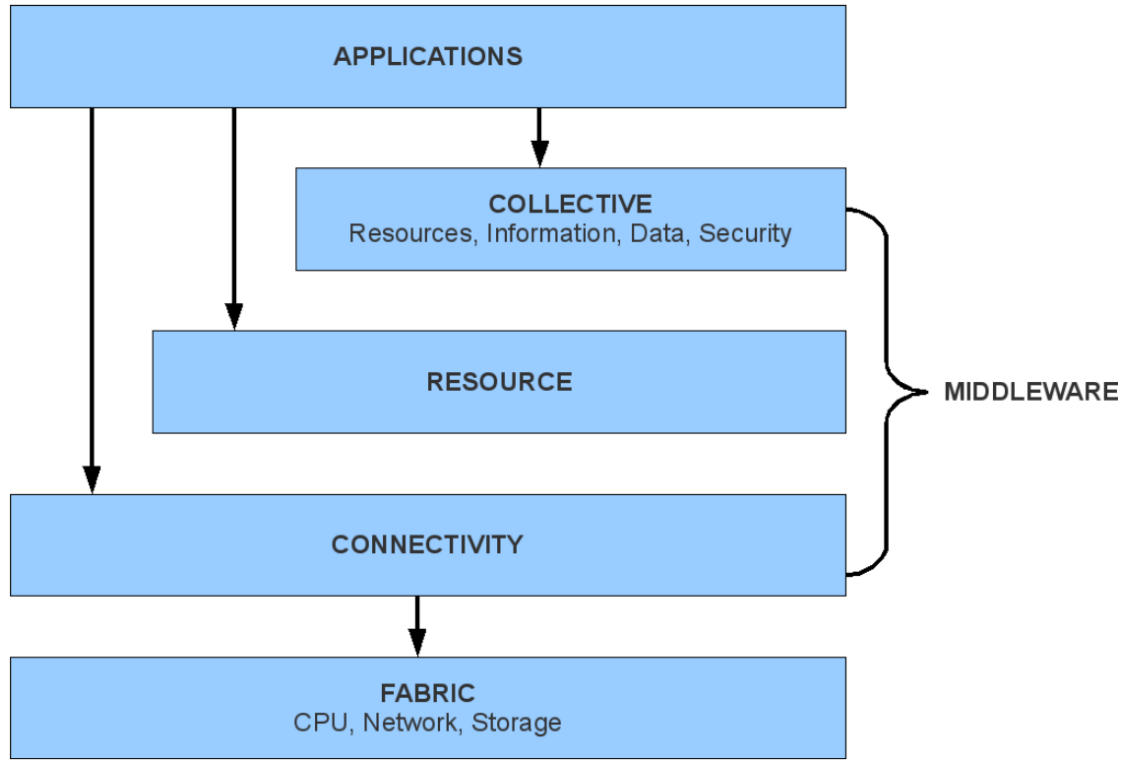 APPLICATIONS
COLLECTIVE
Resources, Information, Data, Security
RESOURCE
MIDDLEWARE
CONNECTIVITY
FABRIC
CPU, Network, Storage